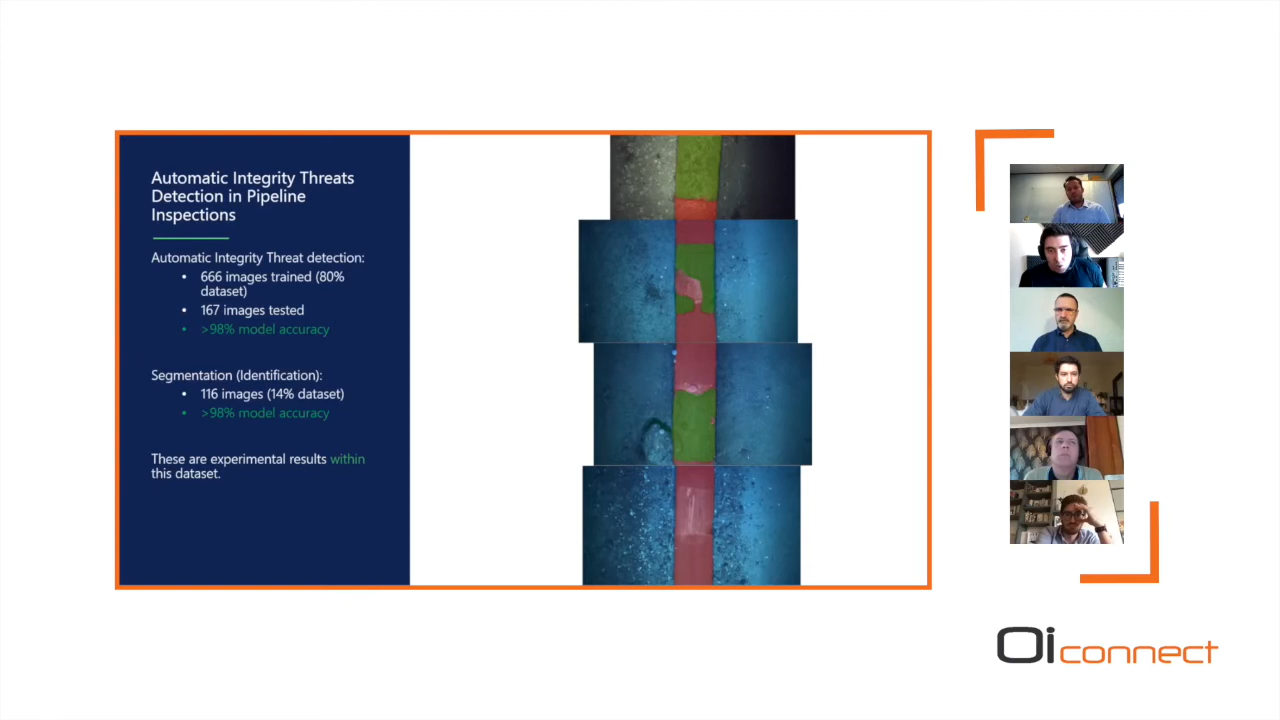 Automatic Integrity Threats
Detection in Pipeline
Inspections
Automatic Integrity Threat detection:
• 666 images trained (80%
dataset)
• 167 images tested
• >98% model accuracy
Segmentation (Identification):
• 116 images (14% dataset)
• >98% model accuracy
These are experimental results within
this dataset.
Oi connect